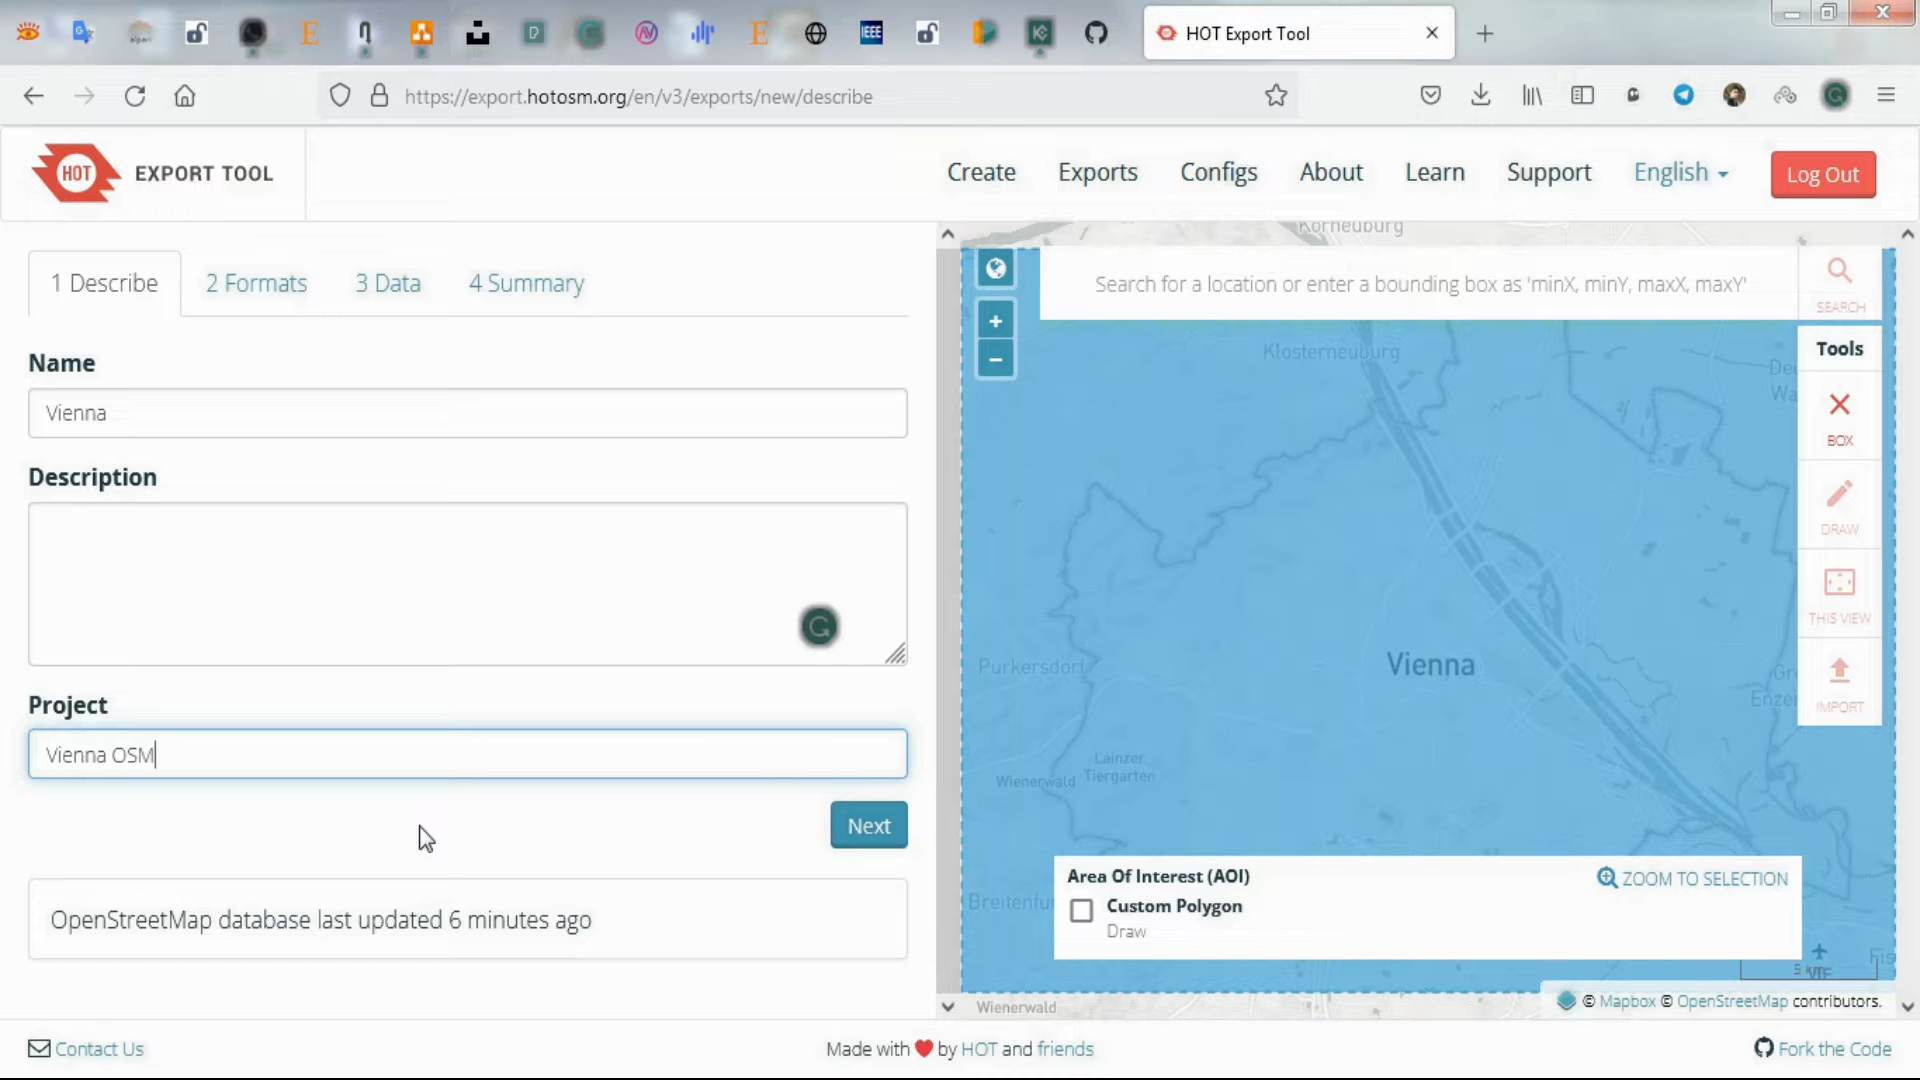 HOT Export Tool
https://export.hotosm.org/en/v3/exports/new/describe
HOT EXPORT TOOL
Create Exports Configs About Learn Support English Log Out
1 Describe 2 Formats 3 Data 4 Summary
Name
Vienna
Description
Project
Vienna OSM
Next
OpenStreetMap database last updated 6 minutes ago
Korneuburg
Search for a location or enter a bounding box as 'minX, minY, maxX, maxY'
SEARCH
Klosterneuburg
Tools
BOX
DRAW
THIS VIEW
IMPORT
Purkersdorf
Vienna
Lainzer
Wienerwald Tiergarten
Area Of Interest (AOI)
ZOOM TO SELECTION
Custom Polygon
Draw
Wienerwald
© Mapbox © OpenStreetMap contributors.
Contact Us
Made with by HOT and friends
Fork the Code